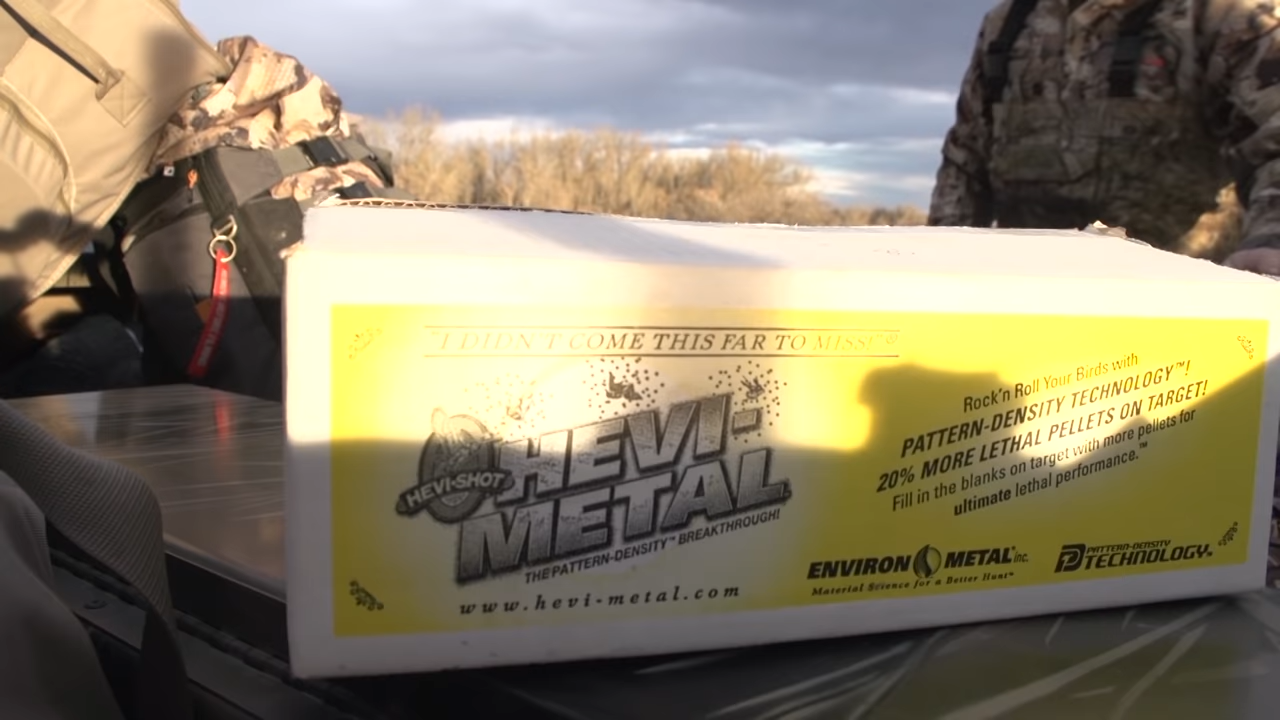 "I DIDN'T COME THIS FAR TO MISS!"®
HEVI-SHOT
HEVI-
METAL
THE PATTERN-DENSITY™ BREAKTHROUGH!
www.hevi-metal.com
Rock'n Roll Your Birds with
PATTERN-DENSITY TECHNOLOGY™!
20% MORE LETHAL PELLETS ON TARGET!
Fill in the blanks on target with more pellets for
ultimate lethal performance.™
ENVIRON METAL inc.
Material Science for a Better Hunt™
PATTERN-DENSITY
TECHNOLOGY™